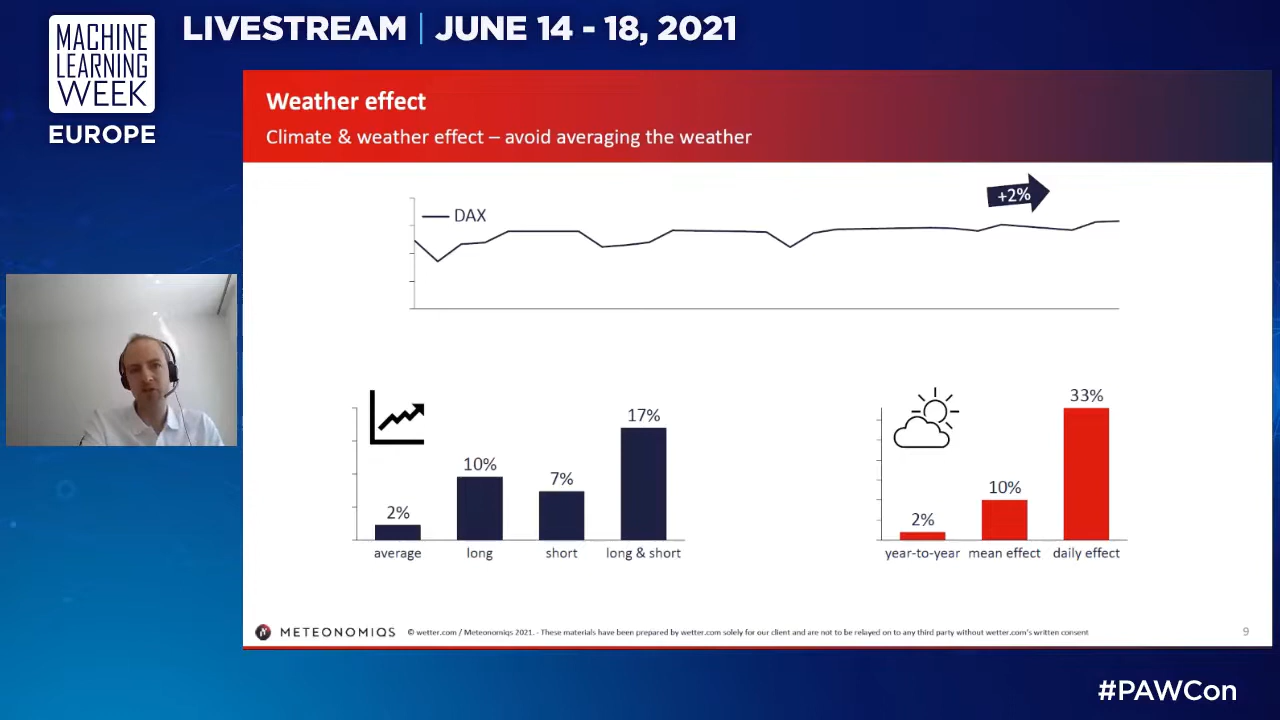 MACHINE
LEARNING
WEEK
EUROPE
LIVESTREAM | JUNE 14 - 18, 2021
Weather effect
Climate & weather effect – avoid averaging the weather
+2%
DAX
2%
10%
7%
17%
average
long
short
long & short
2%
10%
33%
year-to-year
mean effect
daily effect
METEONOMIQS
© wetter.com / Meteonomiqs 2021. - These materials have been prepared by wetter.com solely for our client and are not to be relayed on to any third party without wetter.com's written consent
9
#PAWCon